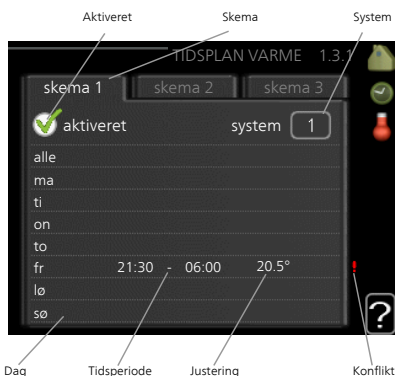 Aktiveret Skema System
TIDSPLAN VARME 1.3.1
skema 1 skema 2 skema 3
aktiveret system 1
alle
ma
ti
on
to
fr 21:30 - 06:00 20.5° !
lø
sø
?
Dag Tidsperiode Justering Konflikt